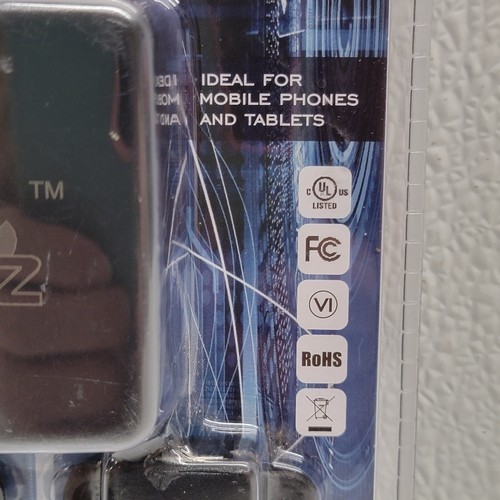 IDEAL FOR
MOBILE PHONES
AND TABLETS
TM
Z
C UL US
LISTED
FC
VI
RoHS